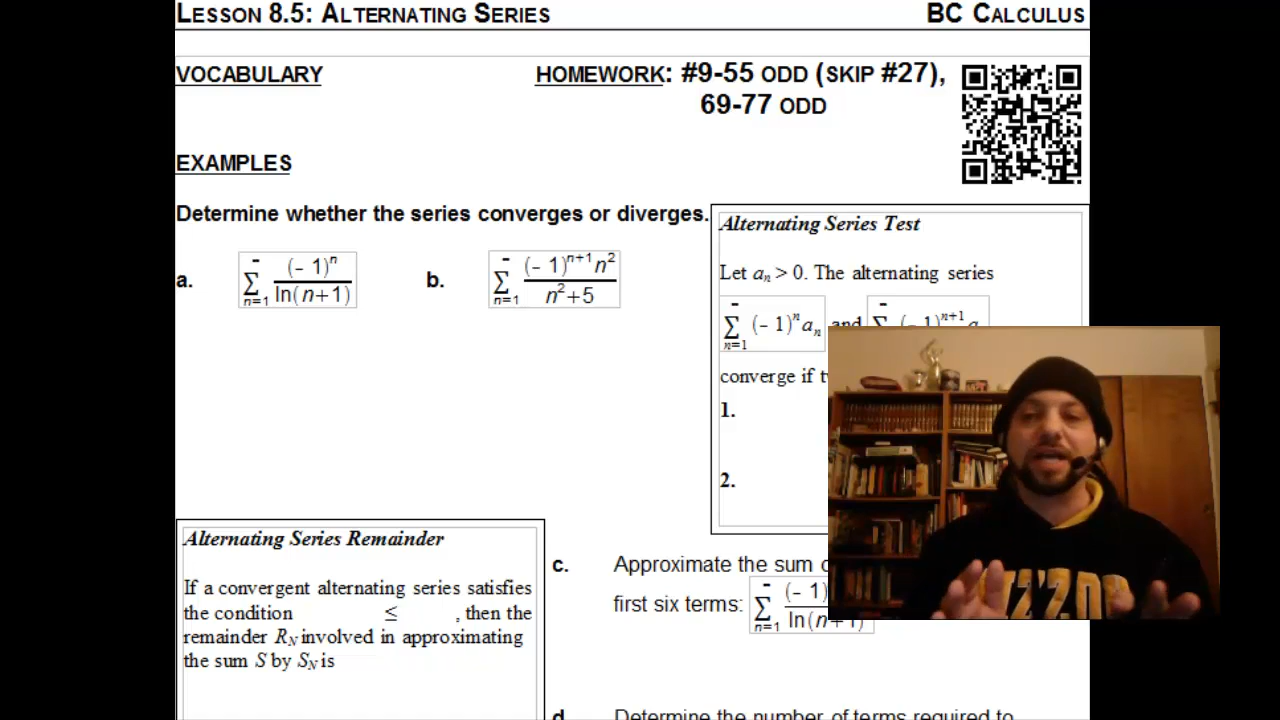 LESSON 8.5: ALTERNATING SERIES BC CALCULUS
VOCABULARY HOMEWORK: #9-55 ODD (SKIP #27),
69-77 ODD
EXAMPLES
Determine whether the series converges or diverges.
a. ∑ n=1 (-1)^n / ln(n+1) b. ∑ n=1 (-1)^(n+1) n^2 / n^2+5
Alternating Series Test
Let a_n > 0. The alternating series
∑ n=1 (-1)^n a_n and ∑ (-1)^(n+1) a
converge if
1.
2.
Alternating Series Remainder
If a convergent alternating series satisfies
the condition ≤ , then the
remainder R_N involved in approximating
the sum S by S_N is
c. Approximate the sum
first six terms: ∑ n=1 (-1) / ln(n+1)
d. Determine the number of terms required to